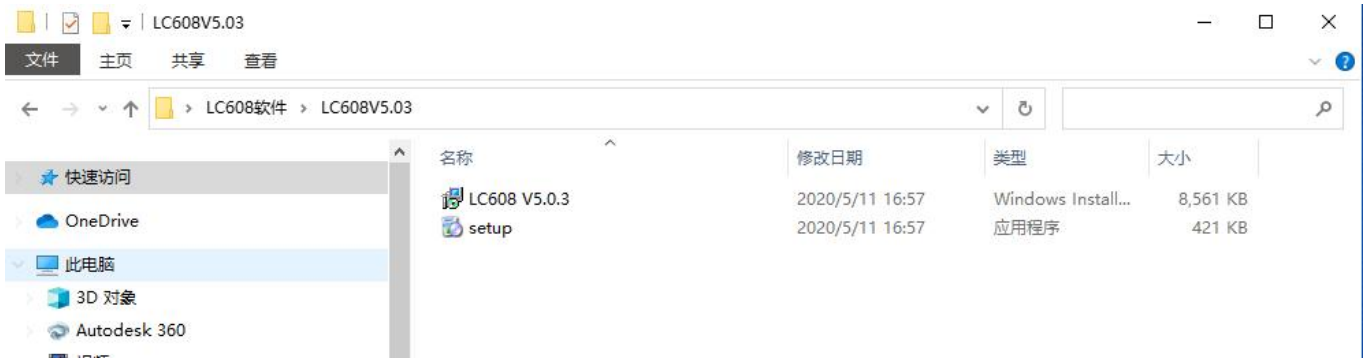 LC608V5.03
文件 主页 共享 查看
LC608软件 > LC608V5.03
名称 修改日期 类型 大小
快速访问
LC608 V5.0.3 2020/5/11 16:57 Windows Install... 8,561 KB
OneDrive
setup 2020/5/11 16:57 应用程序 421 KB
此电脑
3D 对象
Autodesk 360